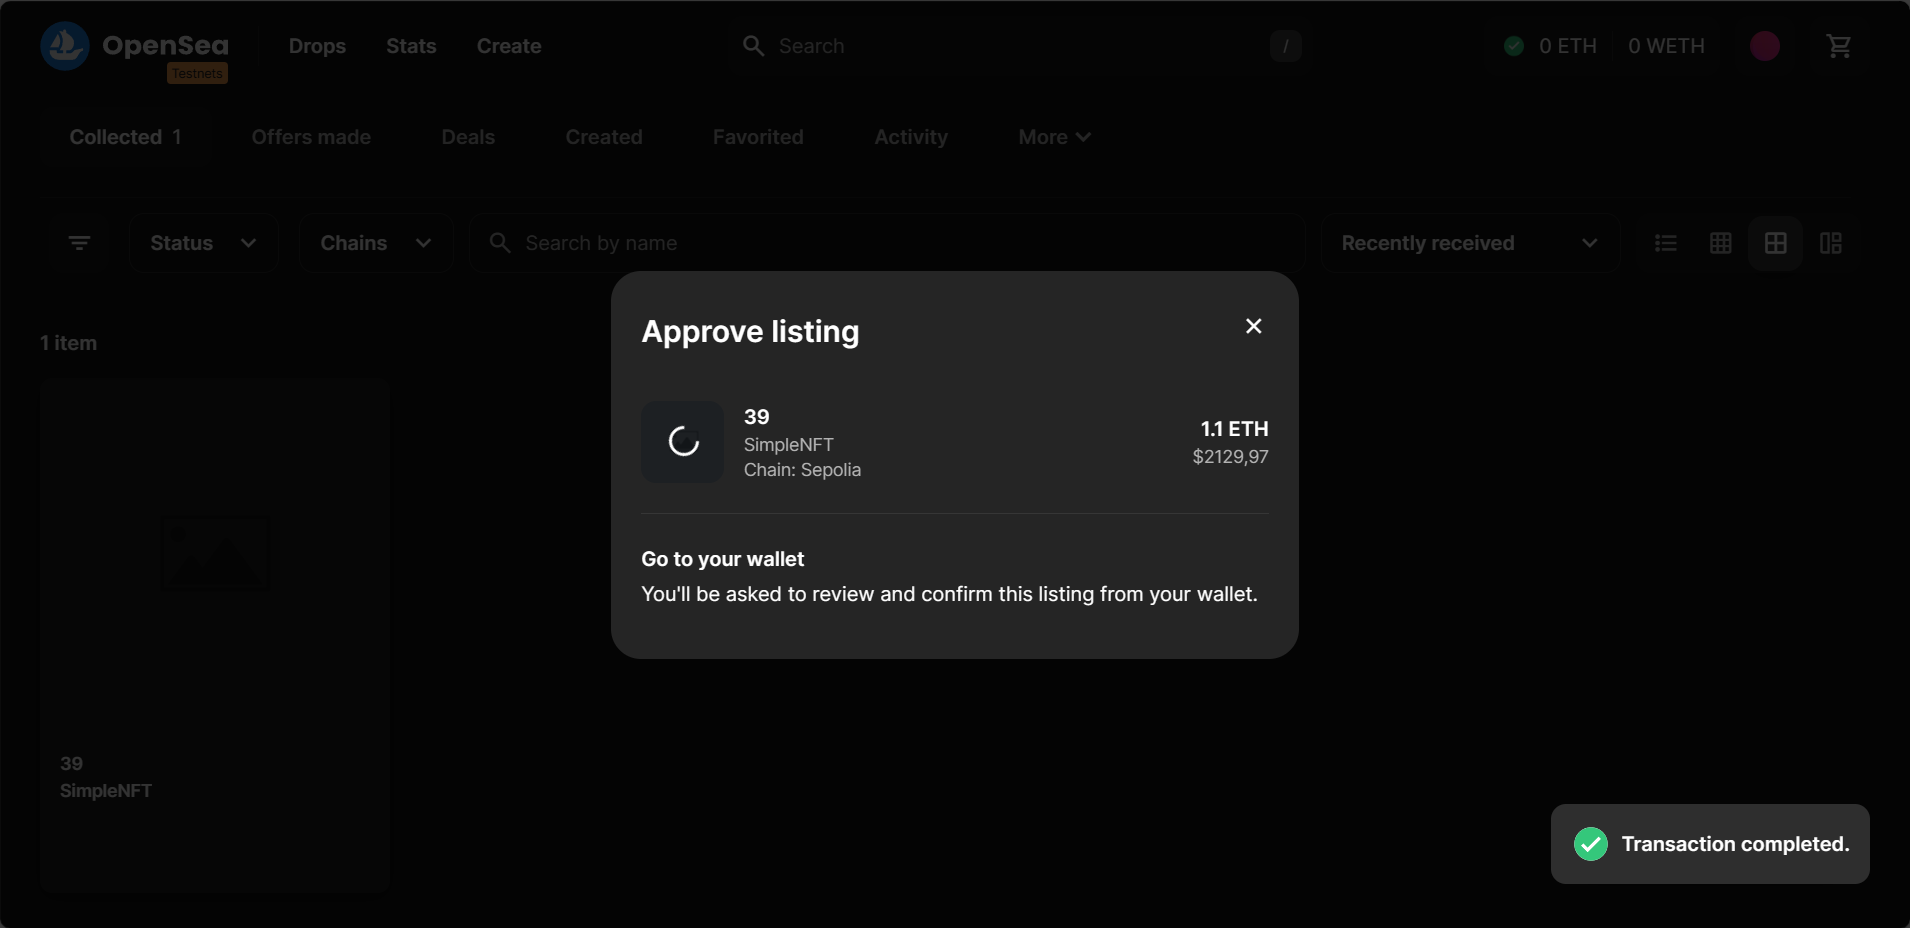 OpenSea
Testnets
Drops
Stats
Create
Search
/
0 ETH
0 WETH
Collected 1
Offers made
Deals
Created
Favorited
Activity
More
Status
Chains
Search by name
Recently received
1 item
Approve listing
39
SimpleNFT
Chain: Sepolia
1.1 ETH
$2129,97
Go to your wallet
You'll be asked to review and confirm this listing from your wallet.
39
SimpleNFT
Transaction completed.